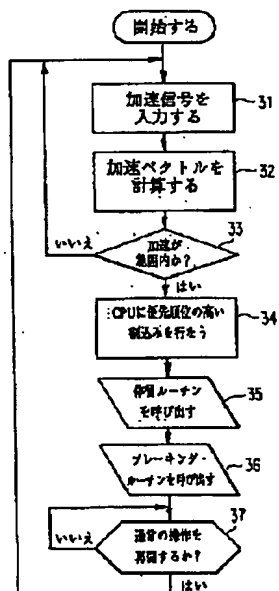 開始する
加速信号を
入力する
31
加速ベクトルを
計算する
32
加速が
範囲内か?
33
いいえ
はい
CPUに優先順位の高い
割込みを行なう
34
ルーチン
を呼び出す
35
ブレーキング・
ルーチンを呼び出す
36
通常の操作を
再開するか?
37
いいえ
はい